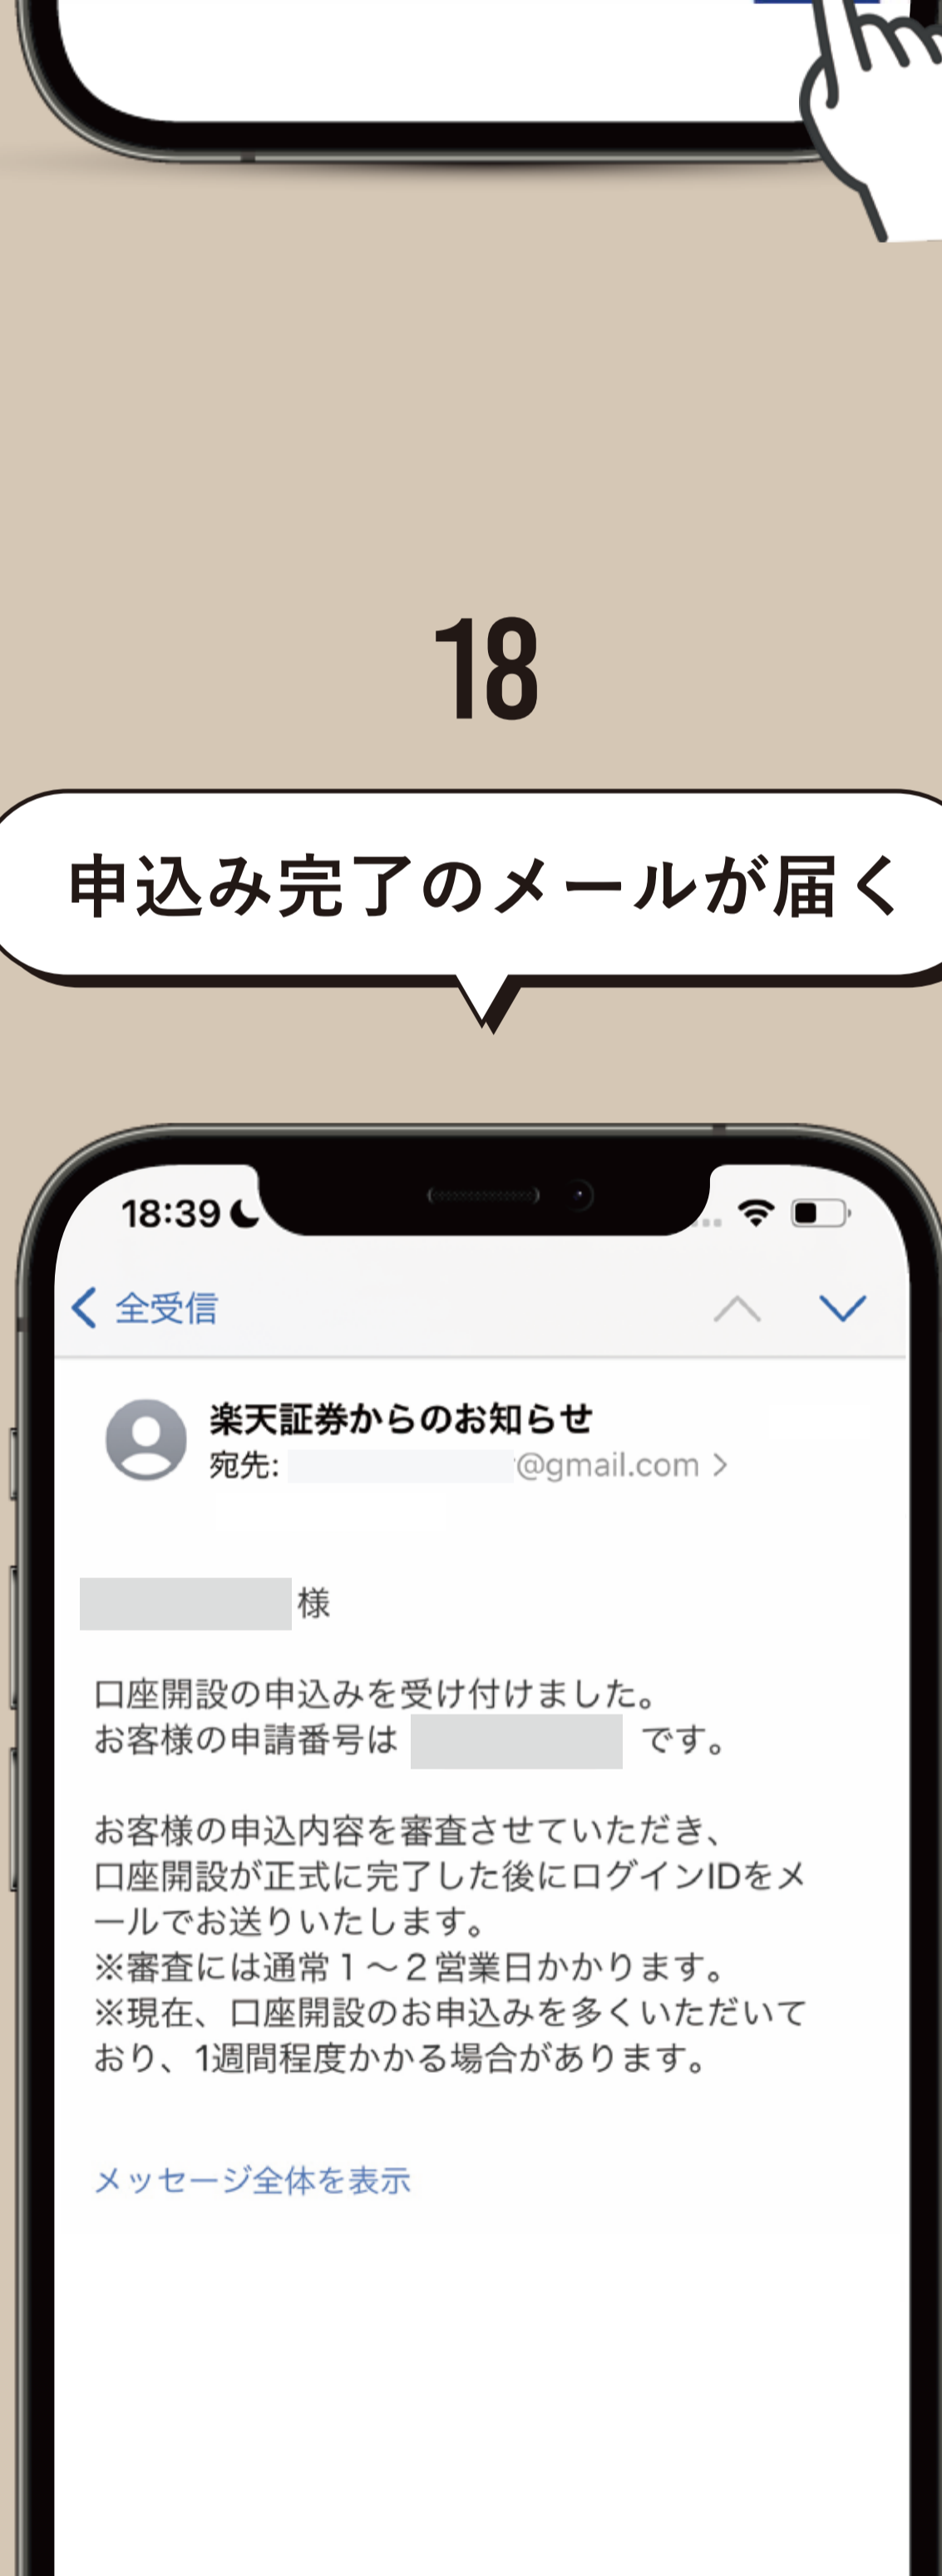 18
申込み完了のメールが届く
18:39
全受信
楽天証券からのお知らせ
宛先: @gmail.com
様
口座開設の申込みを受け付けました。
お客様の申請番号は です。
お客様の申込内容を審査させていただき、
口座開設が正式に完了した後にログインIDをメ
ールでお送りいたします。
※審査には通常１〜２営業日かかります。
※現在、口座開設のお申込みを多くいただいて
おり、1週間程度かかる場合があります。
メッセージ全体を表示